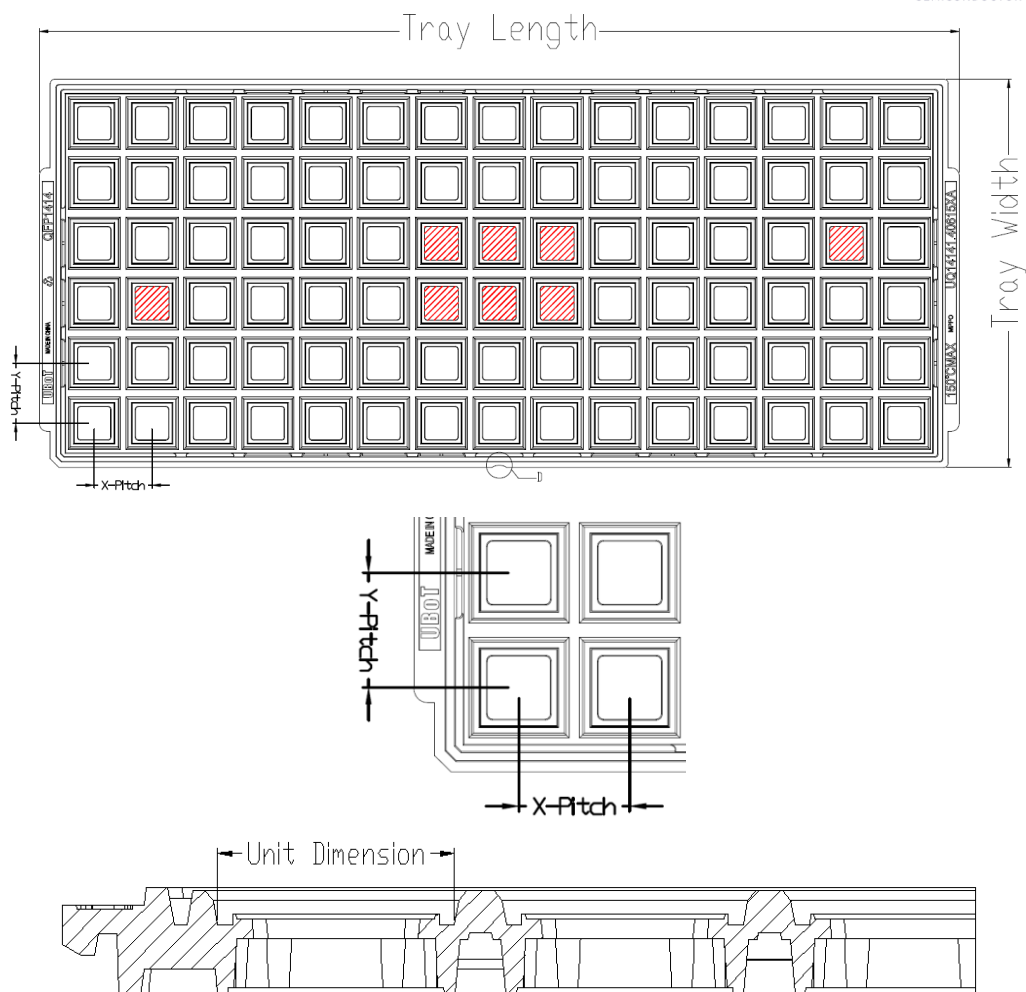 Tray Length
Tray Width
QFP1414
MADE IN CHINA
UBoT
UQ14141.40615XA
MPPO
150°CMAX
Y-Pitch
X-Pitch
D
UBoT
Y-Pitch
X-Pitch
Unit Dimension